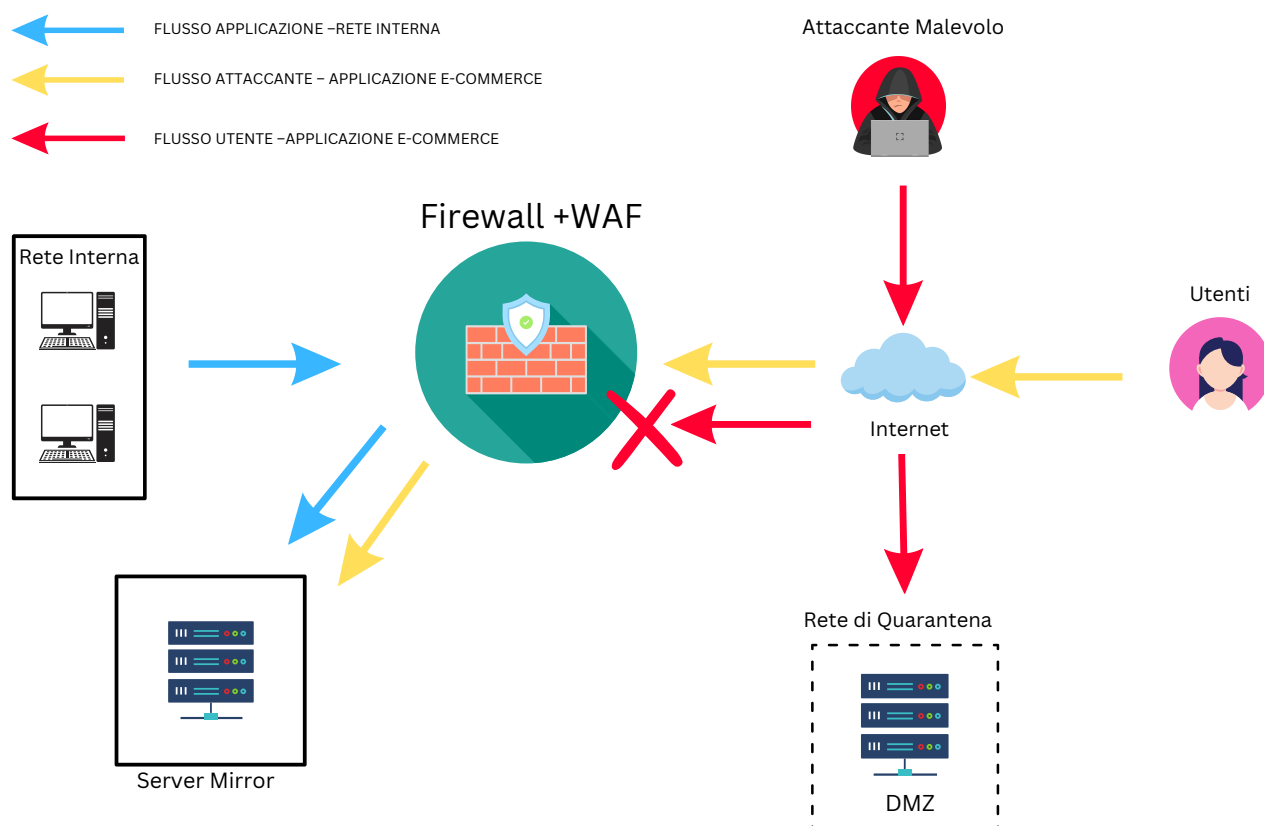 FLUSSO APPLICAZIONE –RETE INTERNA
FLUSSO ATTACCANTE – APPLICAZIONE E-COMMERCE
FLUSSO UTENTE –APPLICAZIONE E-COMMERCE
Attaccante Malevolo
Firewall +WAF
Rete Interna
Utenti
Internet
Rete di Quarantena
Server Mirror
DMZ